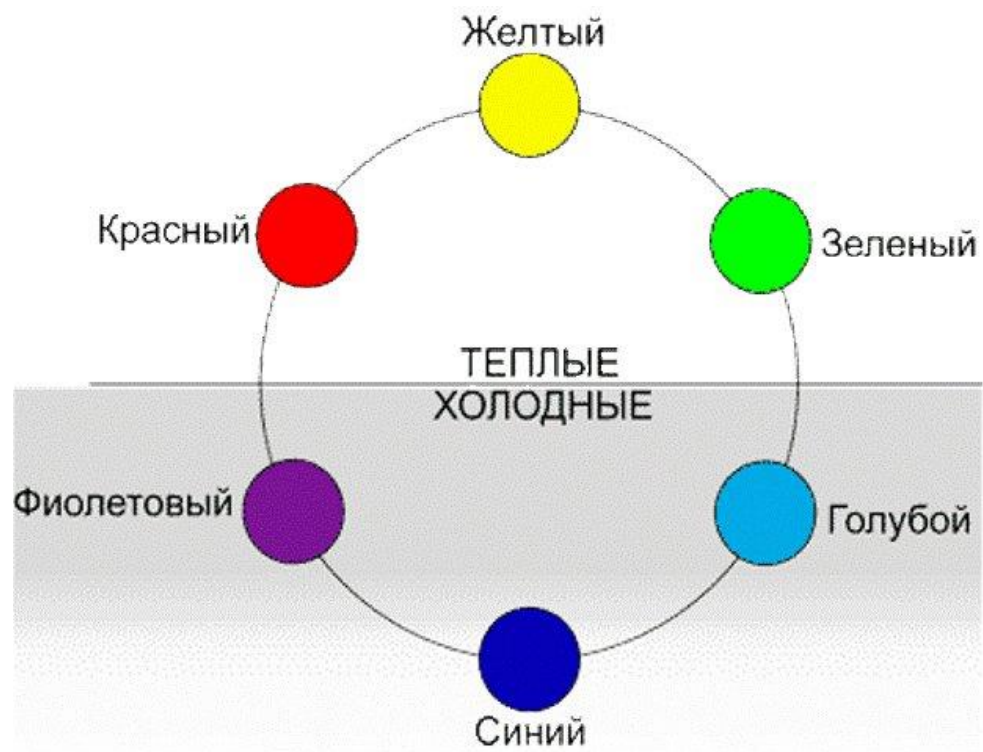 Желтый
Красный
Зеленый
ТЕПЛЫЕ
ХОЛОДНЫЕ
Фиолетовый
Голубой
Синий